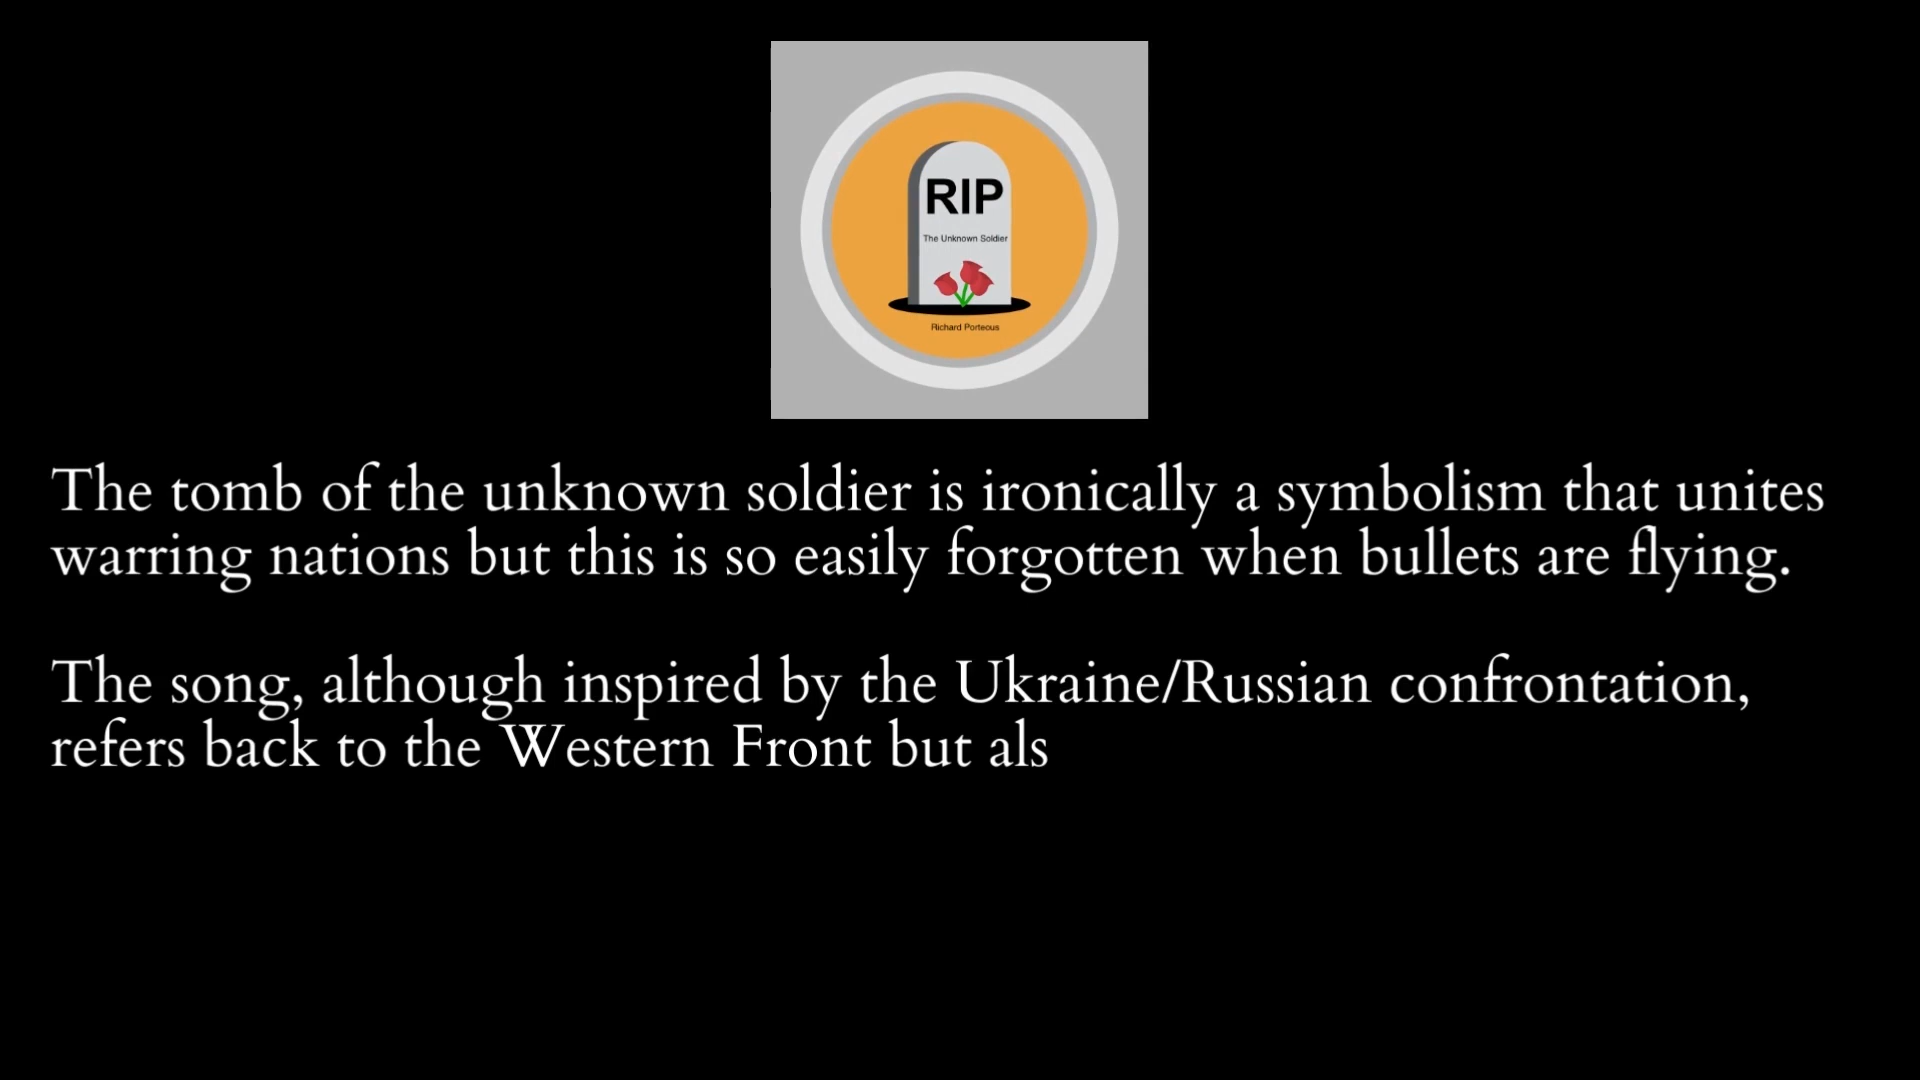 RIP
The Unknown Soldier
Richard Porteous
The tomb of the unknown soldier is ironically a symbolism that unites
warring nations but this is so easily forgotten when bullets are flying.
The song, although inspired by the Ukraine/Russian confrontation,
refers back to the Western Front but als